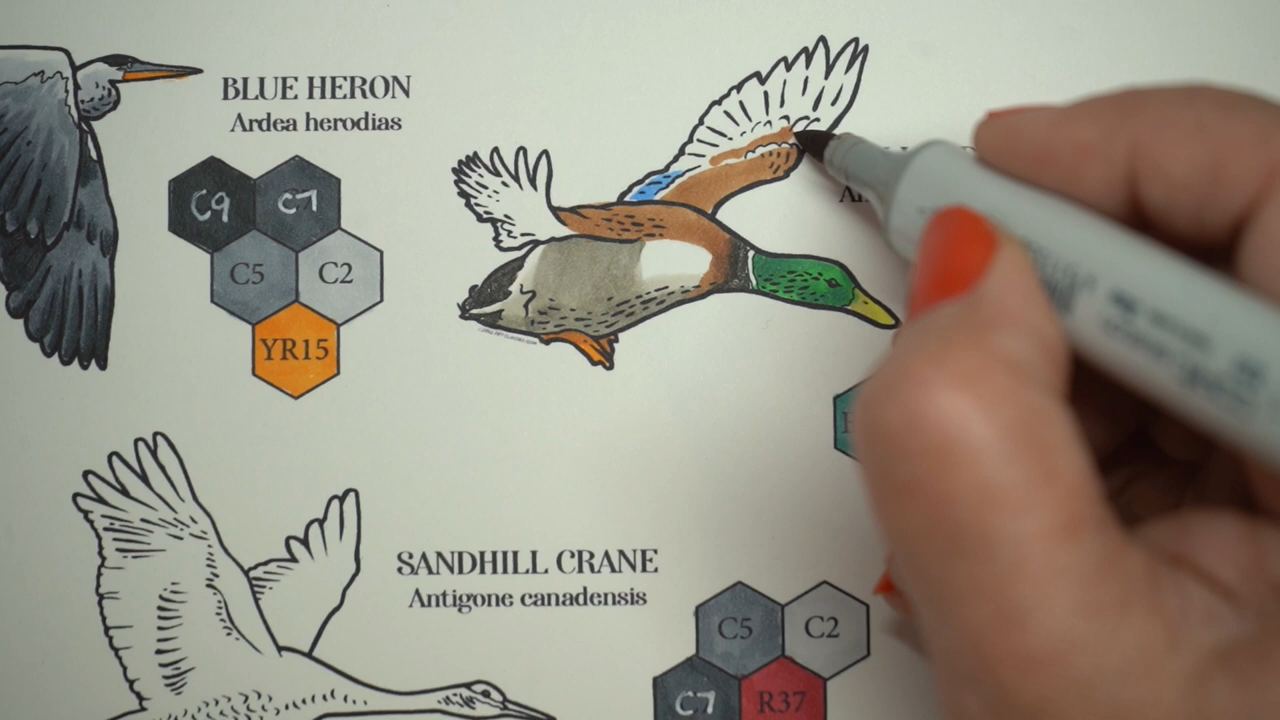 BLUE HERON
Ardea herodias
C9
C7
C5
C2
YR15
SANDHILL CRANE
Antigone canadensis
C5
C2
C7
R37